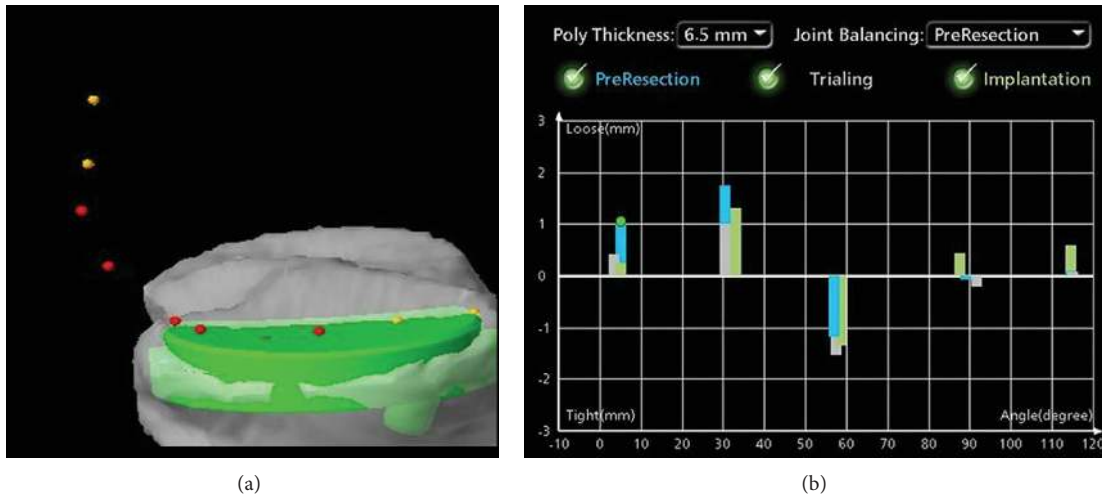 Poly Thickness: 6.5 mm Joint Balancing: PreResection
PreResection Trialing Implantation
3
Loose(mm)
2
1
0
-1
-2
Tight(mm) Angle(degree)
-3
-10 0 10 20 30 40 50 60 70 80 90 100 110 120
(a) (b)